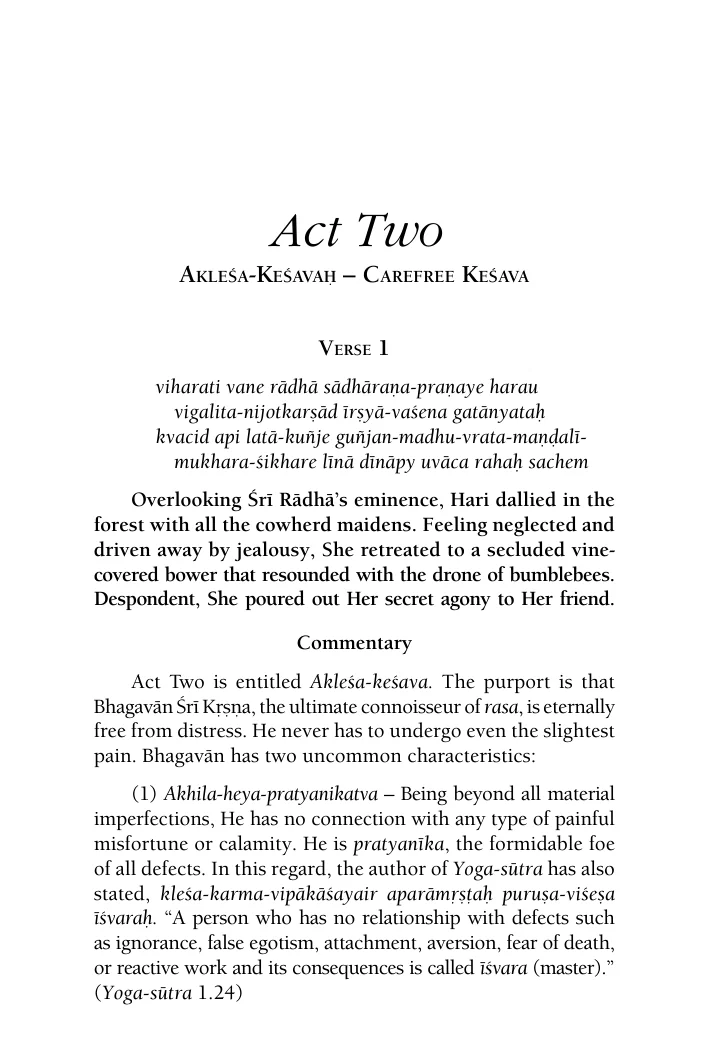 Act Two
Akleśa-Keśavaḥ – Carefree Keśava
Verse 1
viharati vane rādhā sādhāraṇa-praṇaye harau
vigalita-nijotkarṣād īrṣyā-vaśena gatānyataḥ
kvacid api latā-kuñje guñjan-madhu-vrata-maṇḍalī-
mukhara-śikhare līnā dīnāpy uvāca rahaḥ sachem
Overlooking Śrī Rādhā’s eminence, Hari dallied in the
forest with all the cowherd maidens. Feeling neglected and
driven away by jealousy, She retreated to a secluded vine-
covered bower that resounded with the drone of bumblebees.
Despondent, She poured out Her secret agony to Her friend.
Commentary
Act Two is entitled Akleśa-keśava. The purport is that
Bhagavān Śrī Kṛṣṇa, the ultimate connoisseur of rasa, is eternally
free from distress. He never has to undergo even the slightest
pain. Bhagavān has two uncommon characteristics:
(1) Akhila-heya-pratyanikatva – Being beyond all material
imperfections, He has no connection with any type of painful
misfortune or calamity. He is pratyanīka, the formidable foe
of all defects. In this regard, the author of Yoga-sūtra has also
stated, kleśa-karma-vipākāśayair aparāmṛṣṭaḥ puruṣa-viśeṣa
īśvaraḥ. “A person who has no relationship with defects such
as ignorance, false egotism, attachment, aversion, fear of death,
or reactive work and its consequences is called īśvara (master).”
(Yoga-sūtra 1.24)